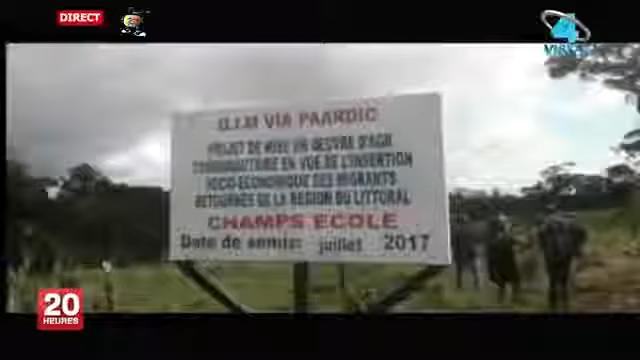 DIRECT
O.I.M VIA PAARDIC
PROJET DE MISE EN OEUVRE D'AGR
COMMUNAUTAIRE EN VUE DE L'INSERTION
SOCIO-ECONOMIQUE DES MIGRANTS
RETOURNES DE LA REGION DU LITTORAL
CHAMPS ECOLE
Date de semis: juillet 2017
20
HEURES